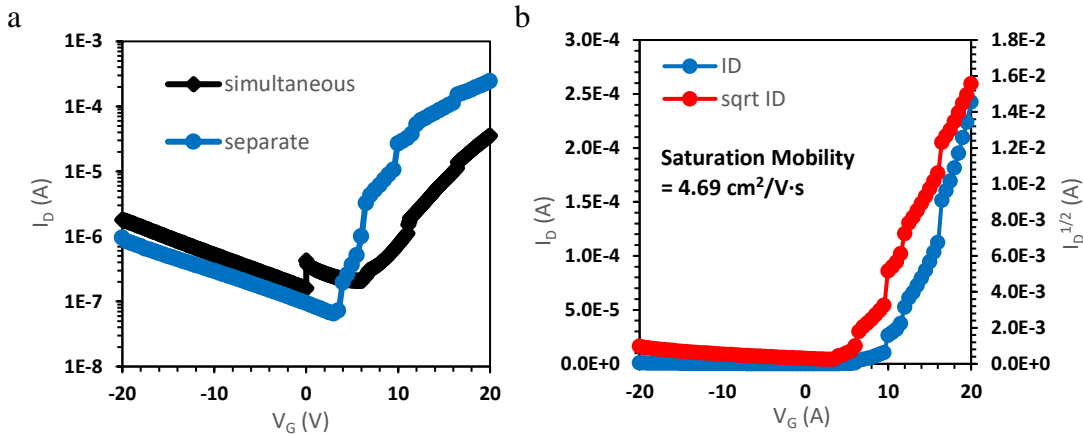 a
1E-3
1E-4
1E-5
1E-6
1E-7
1E-8
I_D (A)
simultaneous
separate
-20
-10
0
10
20
V_G (V)
b
3.0E-4
2.5E-4
2.0E-4
1.5E-4
1.0E-4
5.0E-5
0.0E+0
I_D (A)
ID
sqrt ID
Saturation Mobility
= 4.69 cm²/V·s
1.8E-2
1.6E-2
1.4E-2
1.2E-2
1.0E-2
8.0E-3
6.0E-3
4.0E-3
2.0E-3
0.0E+0
I_D^1/2 (A)
-20
-10
0
10
20
V_G (A)